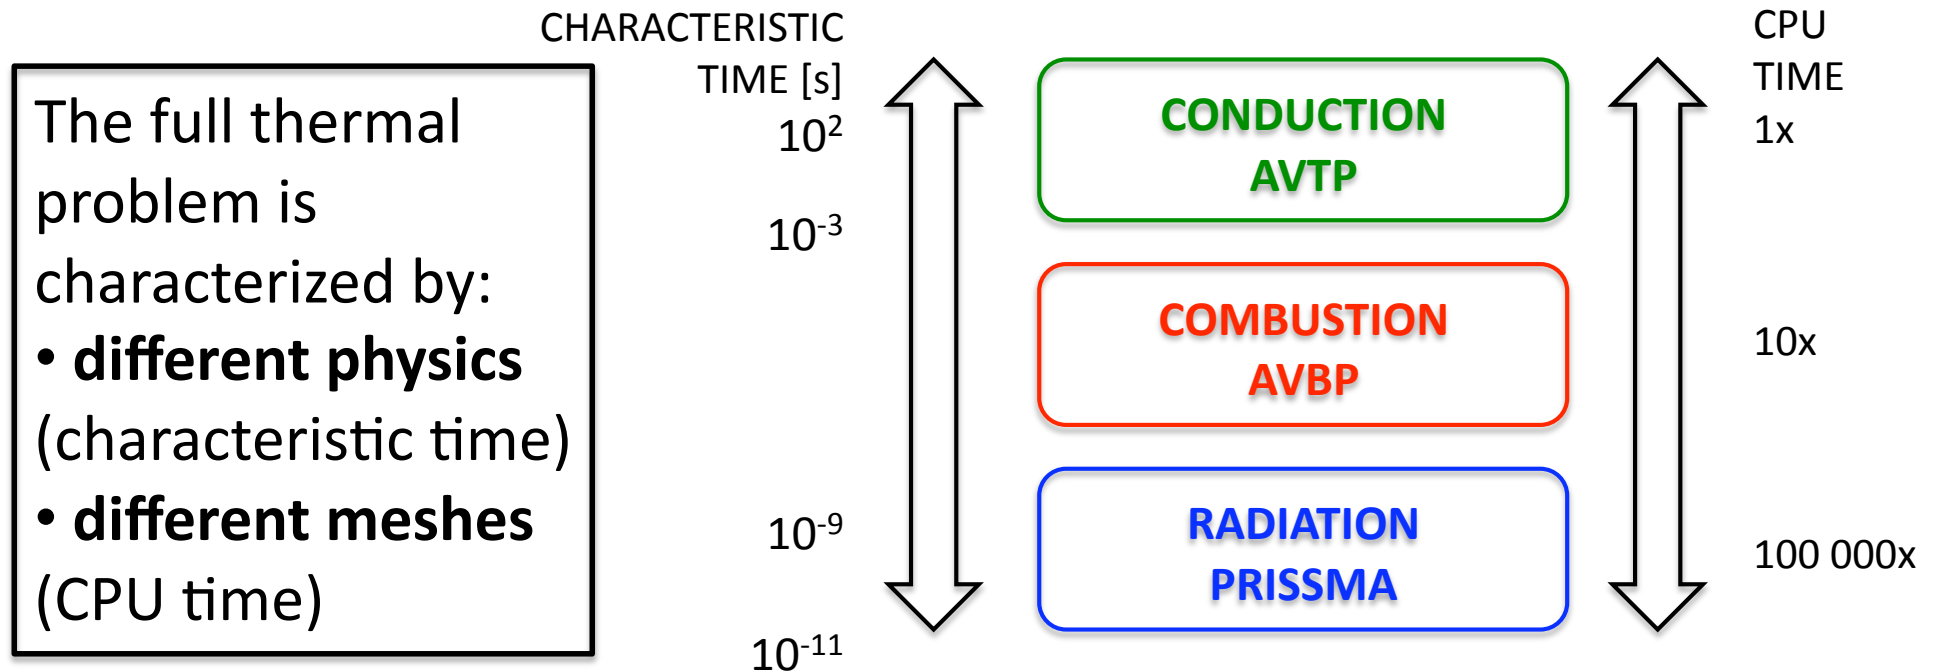 The full thermal
problem is
characterized by:
• different physics
(characteristic time)
• different meshes
(CPU time)
CHARACTERISTIC
TIME [s]
10²
10⁻³
10⁻⁹
10⁻¹¹
CONDUCTION
AVTP
COMBUSTION
AVBP
RADIATION
PRISSMA
CPU
TIME
1x
10x
100 000x